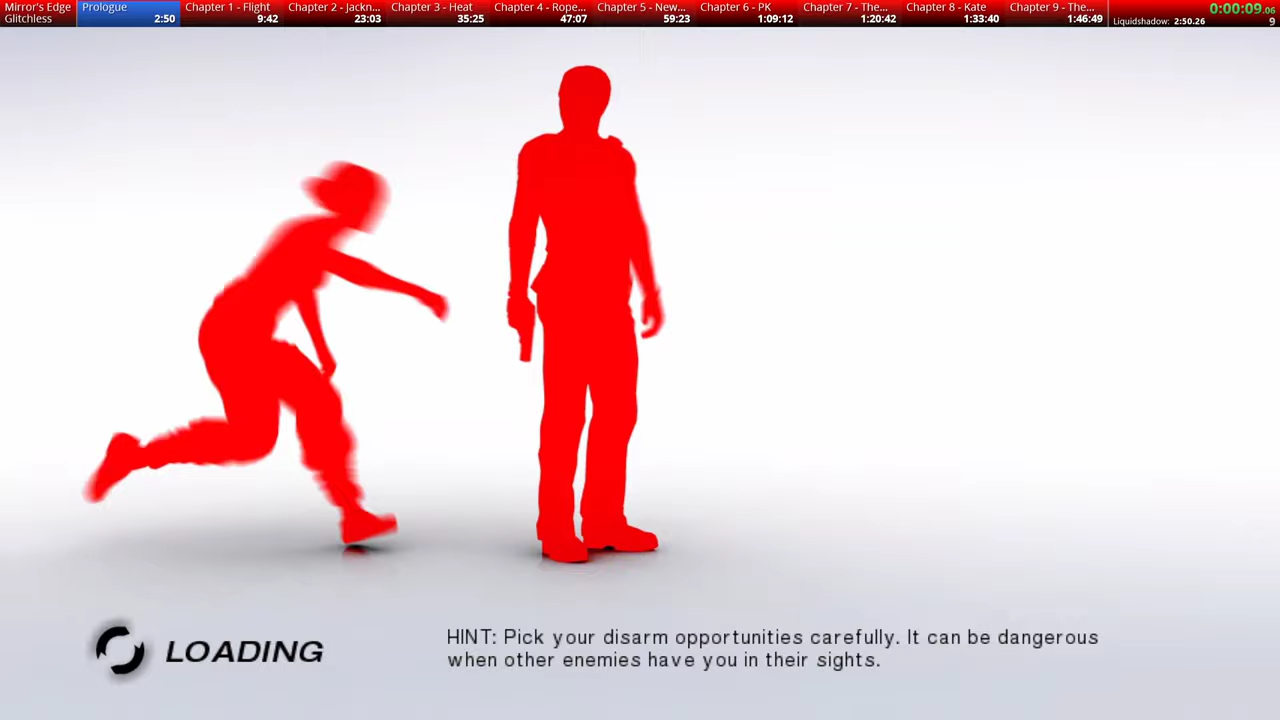 Mirror's Edge
Glitchless
Prologue
2:50
Chapter 1 - Flight
9:42
Chapter 2 - Jackn...
23:03
Chapter 3 - Heat
35:25
Chapter 4 - Rope...
47:07
Chapter 5 - New...
59:23
Chapter 6 - PK
1:09:12
Chapter 7 - The...
1:20:42
Chapter 8 - Kate
1:33:40
Chapter 9 - The...
1:46:49
0:00:09.06
Liquidshadow: 2:50.26 9
LOADING
HINT: Pick your disarm opportunities carefully. It can be dangerous
when other enemies have you in their sights.